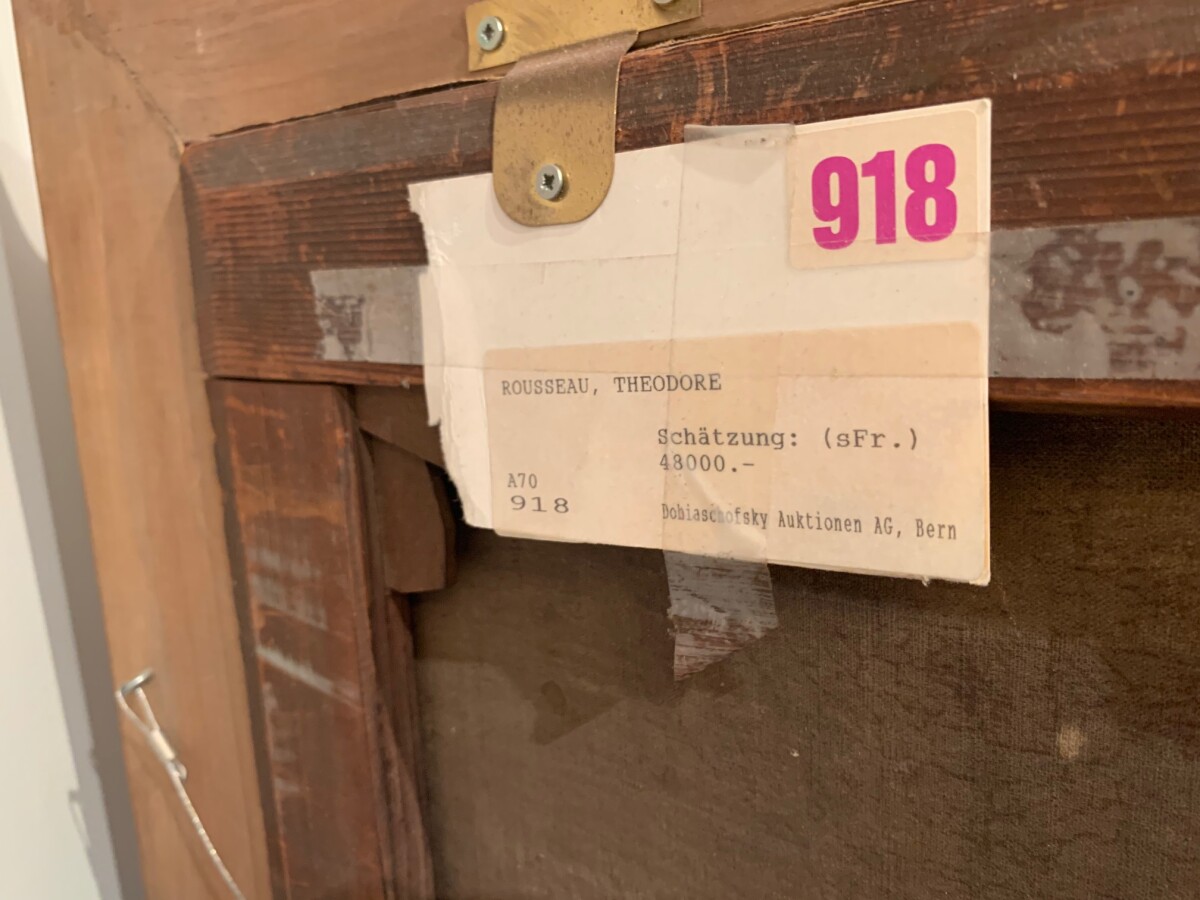 918
ROUSSEAU, THEODORE
Schätzung: (sFr.)
48000.-
A70
918
Dobiaschofsky Auktionen AG, Bern